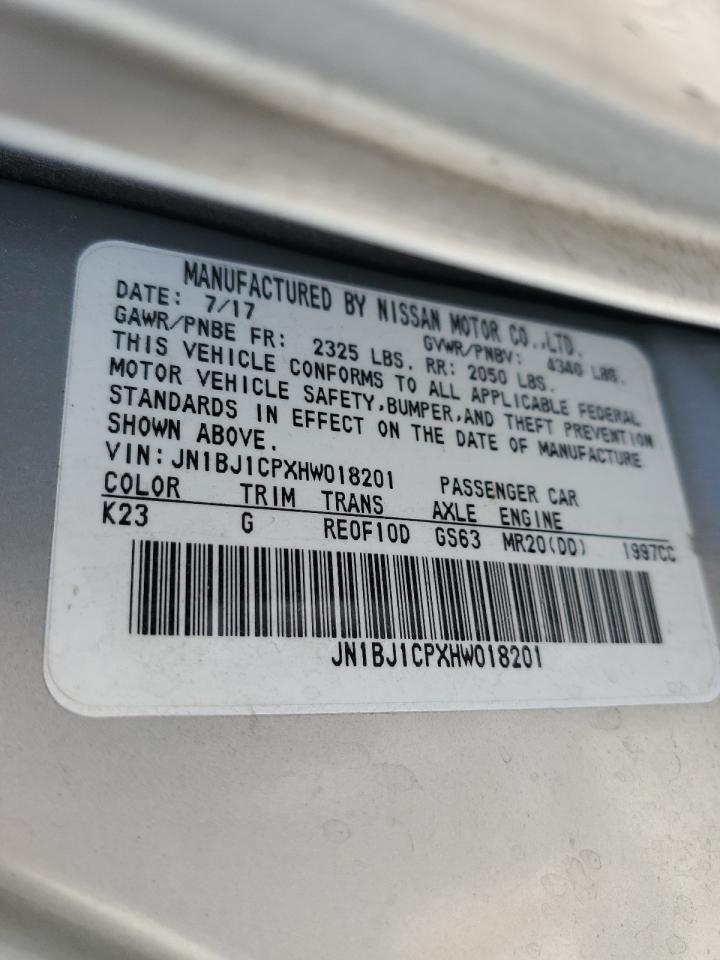 MANUFACTURED BY NISSAN MOTOR CO.,LTD.
DATE: 7/17 GVWR/PNBV: 4340 LBS.
GAWR/PNBE FR: 2325 LBS. RR: 2050 LBS.
THIS VEHICLE CONFORMS TO ALL APPLICABLE FEDERAL
MOTOR VEHICLE SAFETY,BUMPER,AND THEFT PREVENTION
STANDARDS IN EFFECT ON THE DATE OF MANUFACTURE
SHOWN ABOVE.
VIN: JN1BJ1CPXHW018201 PASSENGER CAR
COLOR TRIM TRANS AXLE ENGINE
K23 G RE0F10D GS63 MR20(DD) 1997CC
JN1BJ1CPXHW018201